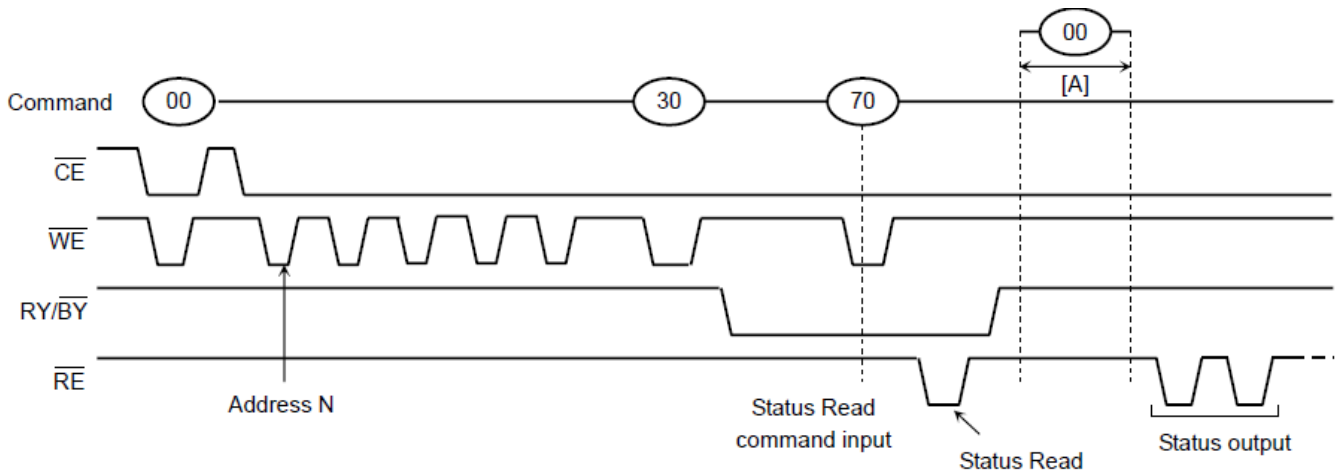 00
[A]
Command 00 30 70
CE
WE
RY/BY
RE
Address N
Status Read
command input
Status Read
Status output